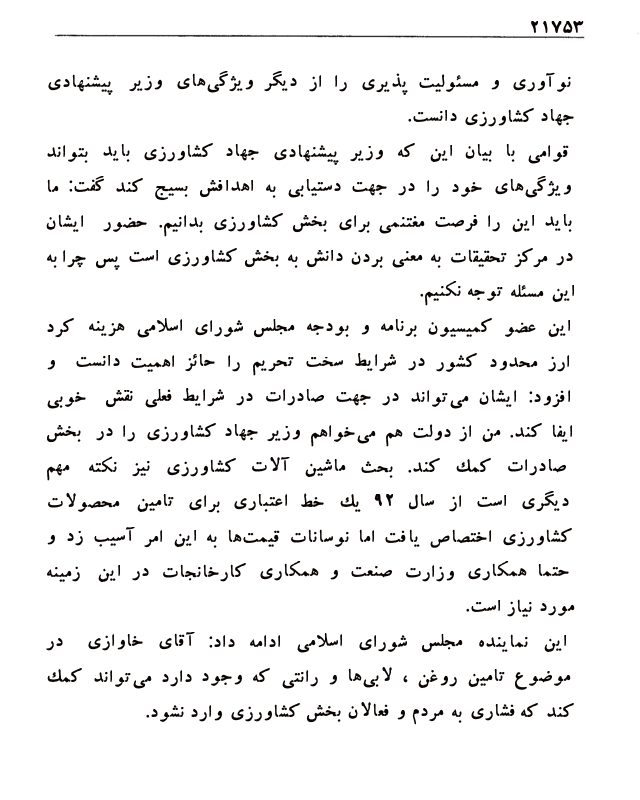 ۲۱۷۵۳
نوآوری و مسئولیت پذیری را از دیگر ویژگی‌های وزیر پیشنهادی
جهاد کشاورزی دانست.
قوامی با بیان این که وزیر پیشنهادی جهاد کشاورزی باید بتواند
ویژگی‌های خود را در جهت دستیابی به اهدافش بسیج کند گفت: ما
باید این را فرصت مغتنمی برای بخش کشاورزی بدانیم. حضور ایشان
در مرکز تحقیقات به معنی بردن دانش به بخش کشاورزی است پس چرا به
این مسئله توجه نکنیم.
این عضو کمیسیون برنامه و بودجه مجلس شورای اسلامی هزینه کرد
ارز محدود کشور در شرایط سخت تحریم را حائز اهمیت دانست و
افزود: ایشان می‌تواند در جهت صادرات در شرایط فعلی نقش خوبی
ایفا کند. من از دولت هم می‌خواهم وزیر جهاد کشاورزی را در بخش
صادرات کمك کند. بحث ماشین آلات کشاورزی نیز نکته مهم
دیگری است از سال ۹۲ یك خط اعتباری برای تامین محصولات
کشاورزی اختصاص یافت اما نوسانات قیمت‌ها به این امر آسیب زد و
حتما همکاری وزارت صنعت و همکاری کارخانجات در این زمینه
مورد نیاز است.
این نماینده مجلس شورای اسلامی ادامه داد: آقای خاوازی در
موضوع تامین روغن ، لابی‌ها و رانتی که وجود دارد می‌تواند کمك
کند که فشاری به مردم و فعالان بخش کشاورزی وارد نشود.